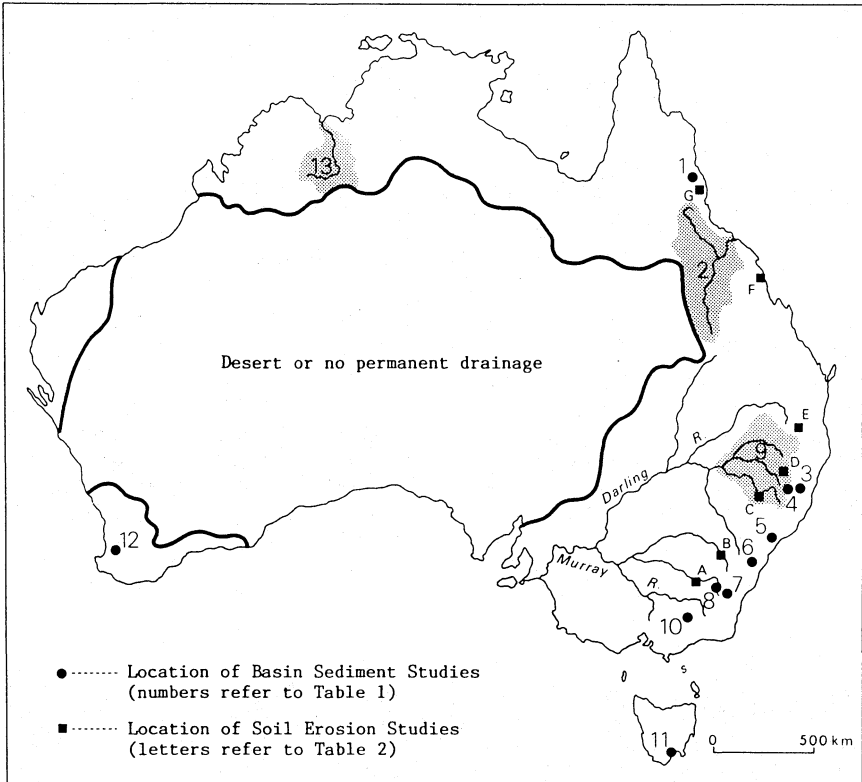 13
1
G
2
F
Desert or no permanent drainage
E
R.
9
Darling
D
3
4
C
5
12
B
6
Murray
A
R.
8
7
10
Location of Basin Sediment Studies
(numbers refer to Table 1)
S
Location of Soil Erosion Studies
(letters refer to Table 2)
11
0 500 km